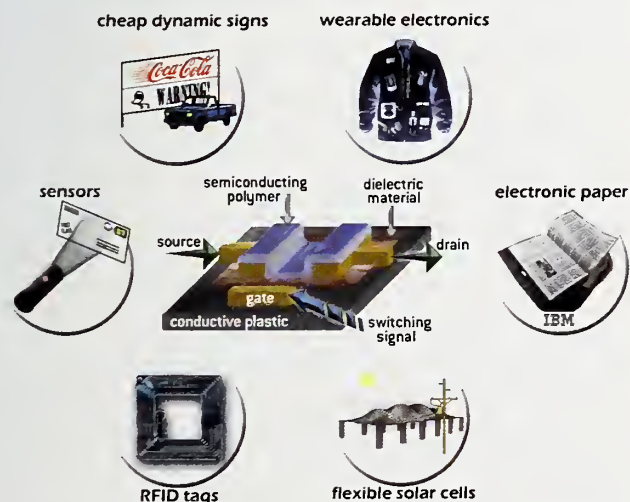 cheap dynamic signs
wearable electronics
Coca-Cola
WARNING!
sensors
semiconducting
polymer
dielectric
material
electronic paper
source
drain
gate
conductive plastic
switching
signal
IBM
RFID tags
flexible solar cells